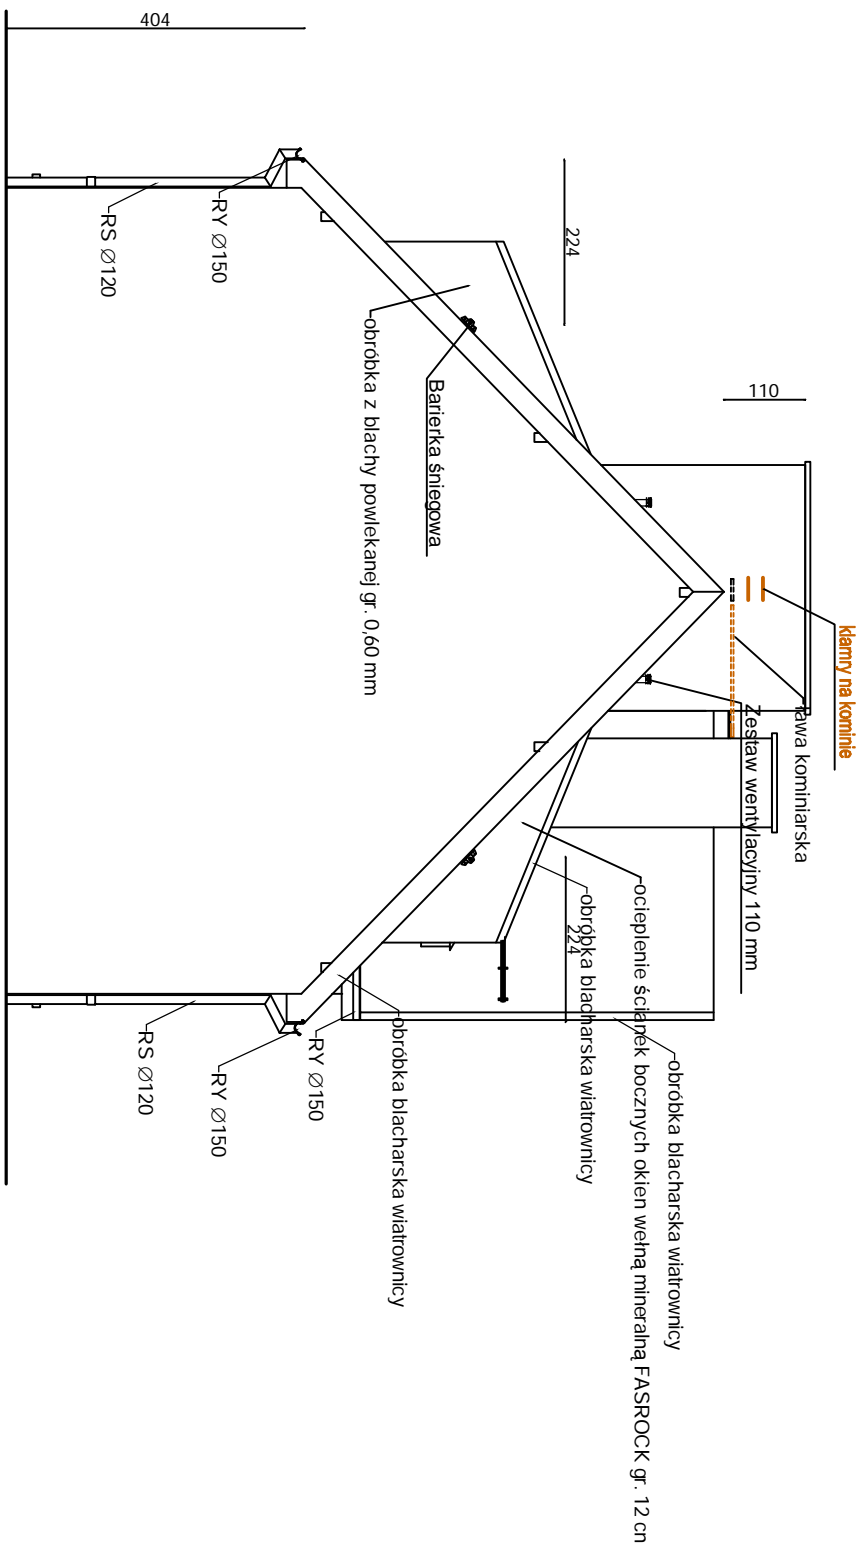 404
224
110
RY Ø150
RS Ø120
obróbka z blachy powlekanej gr. 0,60 mm
Barierka śniegowa
klamry na kominie
ława kominiarska
Zestaw wentylacyjny 110 mm
ocieplenie ścianek bocznych okien wełną mineralną FASROCK gr. 12 cn
obróbka blacharska wiatrownicy
224
obróbka blacharska wiatrownicy
obróbka blacharska wiatrownicy
RY Ø150
RY Ø150
RS Ø120